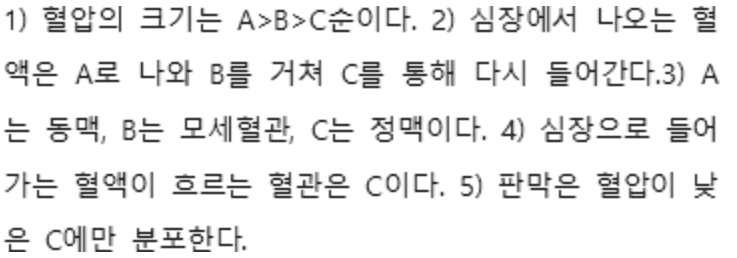 1) 혈압의 크기는 A>B>C순이다. 2) 심장에서 나오는 혈
액은 A로 나와 B를 거쳐 C를 통해 다시 들어간다.3) A
는 동맥, B는 모세혈관, C는 정맥이다. 4) 심장으로 들어
가는 혈액이 흐르는 혈관은 C이다. 5) 판막은 혈압이 낮
은 C에만 분포한다.